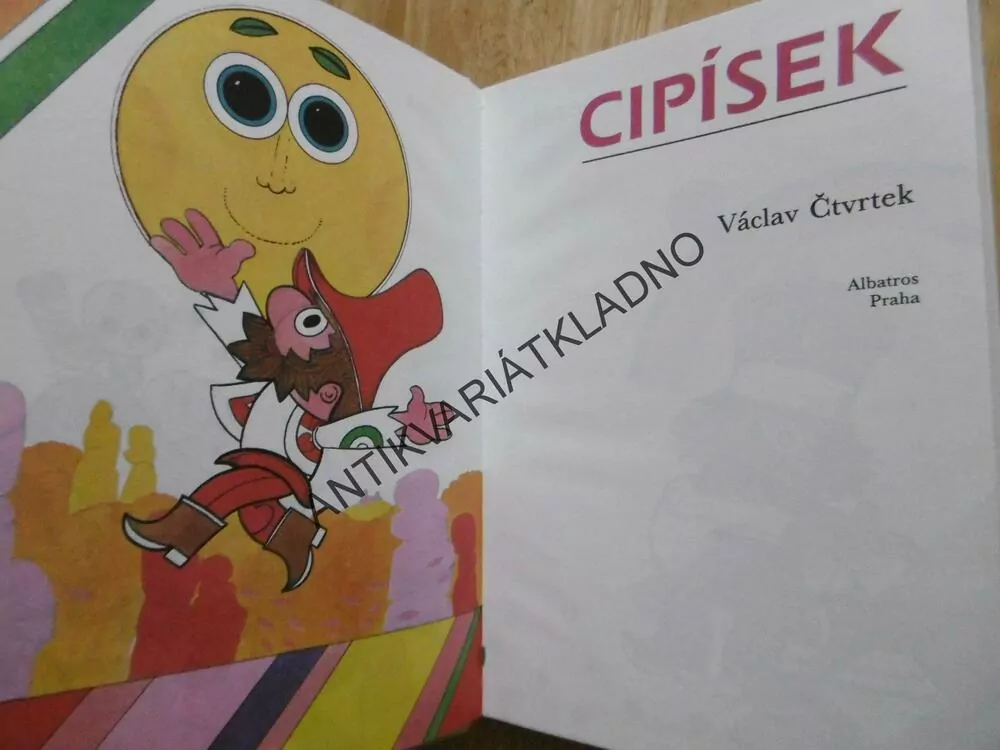 CIPÍSEK
Václav Čtvrtek
Albatros
Praha
ANTIKVARIÁTKLADNO